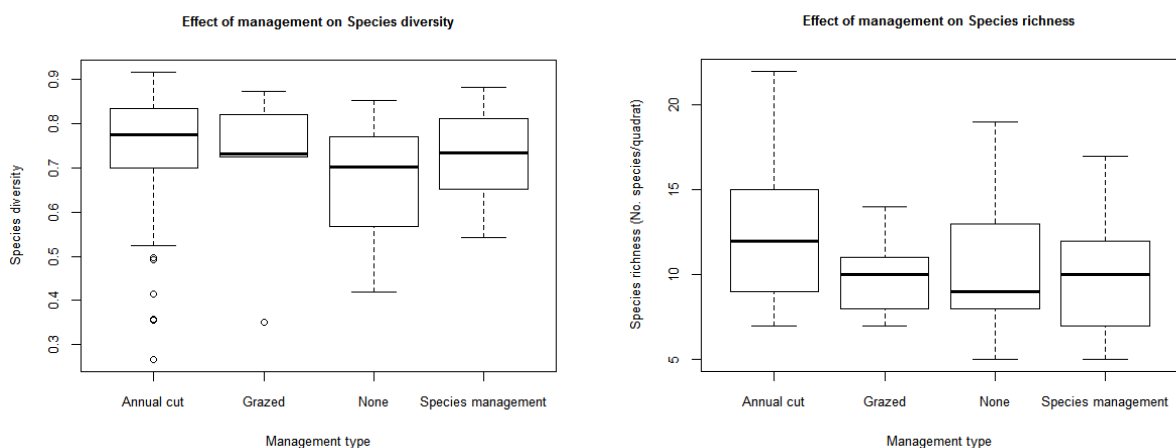 Effect of management on Species diversity
Species diversity
0.9
0.8
0.7
0.6
0.5
0.4
0.3
Annual cut Grazed None Species management
Management type
Effect of management on Species richness
Species richness (No. species/quadrat)
20
15
10
5
Annual cut Grazed None Species management
Management type